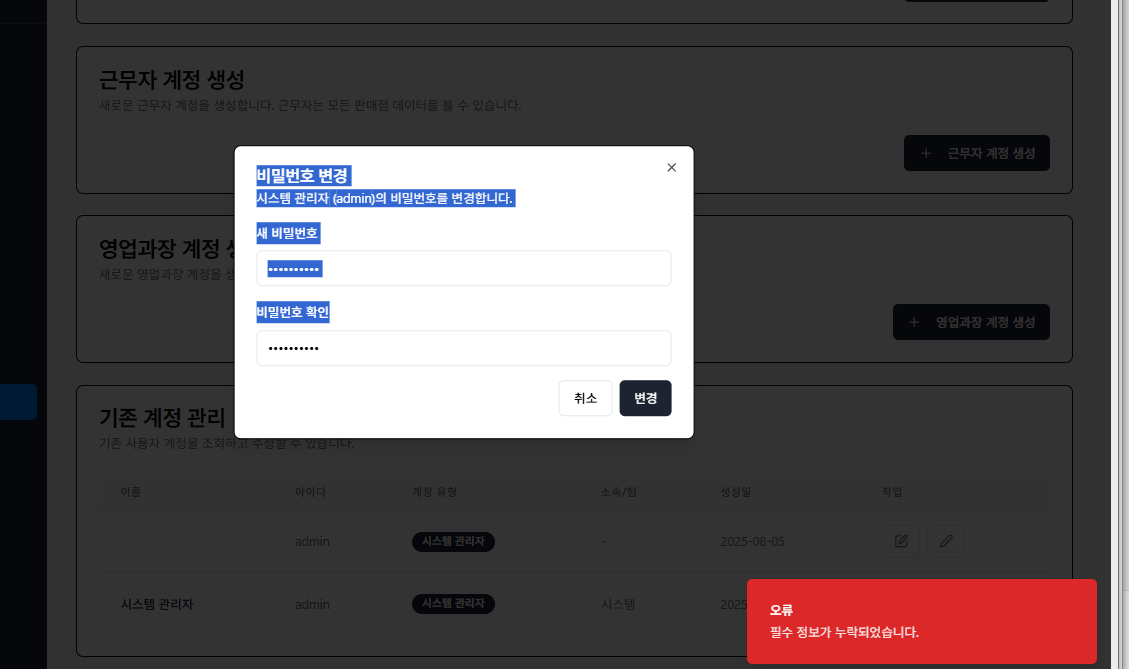 근무자 계정 생성
새로운 근무자 계정을 생성합니다. 근무자는 모든 판매점 데이터를 볼 수 있습니다.
+ 근무자 계정 생성
비밀번호 변경
시스템 관리자 (admin)의 비밀번호를 변경합니다.
새 비밀번호
••••••••••
비밀번호 확인
••••••••••
취소
변경
영업과장 계정
새로운 영업과장 계정을
+ 영업과장 계정 생성
기존 계정 관리
기존 사용자 계정을 조회하고 수정할 수 있습니다.
이름 아이디 계정 유형 소속/팀 생성일 작업
admin 시스템 관리자 - 2025-08-05
시스템 관리자 admin 시스템 관리자 시스템 2025
오류
필수 정보가 누락되었습니다.